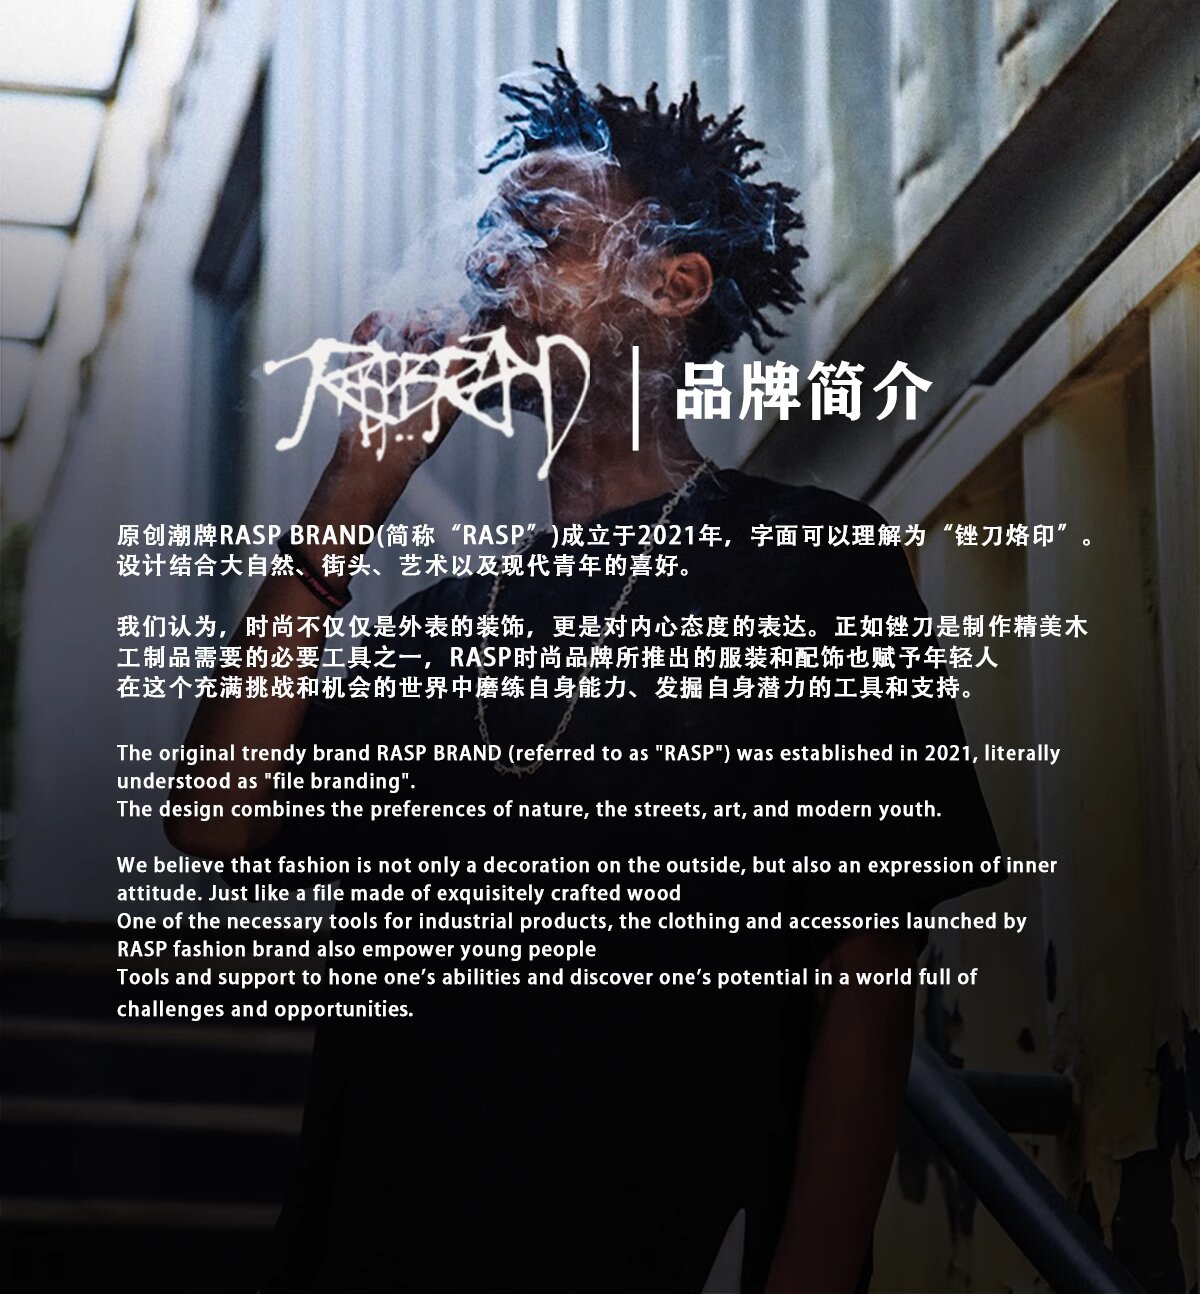 RASPBRAND
品牌简介
原创潮牌RASP BRAND(简称“RASP”)成立于2021年，字面可以理解为“锉刀烙印”。
设计结合大自然、街头、艺术以及现代青年的喜好。
我们认为，时尚不仅仅是外表的装饰，更是对内心态度的表达。正如锉刀是制作精美木
工制品需要的必要工具之一，RASP时尚品牌所推出的服装和配饰也赋予年轻人
在这个充满挑战和机会的世界中磨练自身能力、发掘自身潜力的工具和支持。
The original trendy brand RASP BRAND (referred to as "RASP") was established in 2021, literally
understood as "file branding".
The design combines the preferences of nature, the streets, art, and modern youth.
We believe that fashion is not only a decoration on the outside, but also an expression of inner
attitude. Just like a file made of exquisitely crafted wood
One of the necessary tools for industrial products, the clothing and accessories launched by
RASP fashion brand also empower young people
Tools and support to hone one’s abilities and discover one’s potential in a world full of
challenges and opportunities.